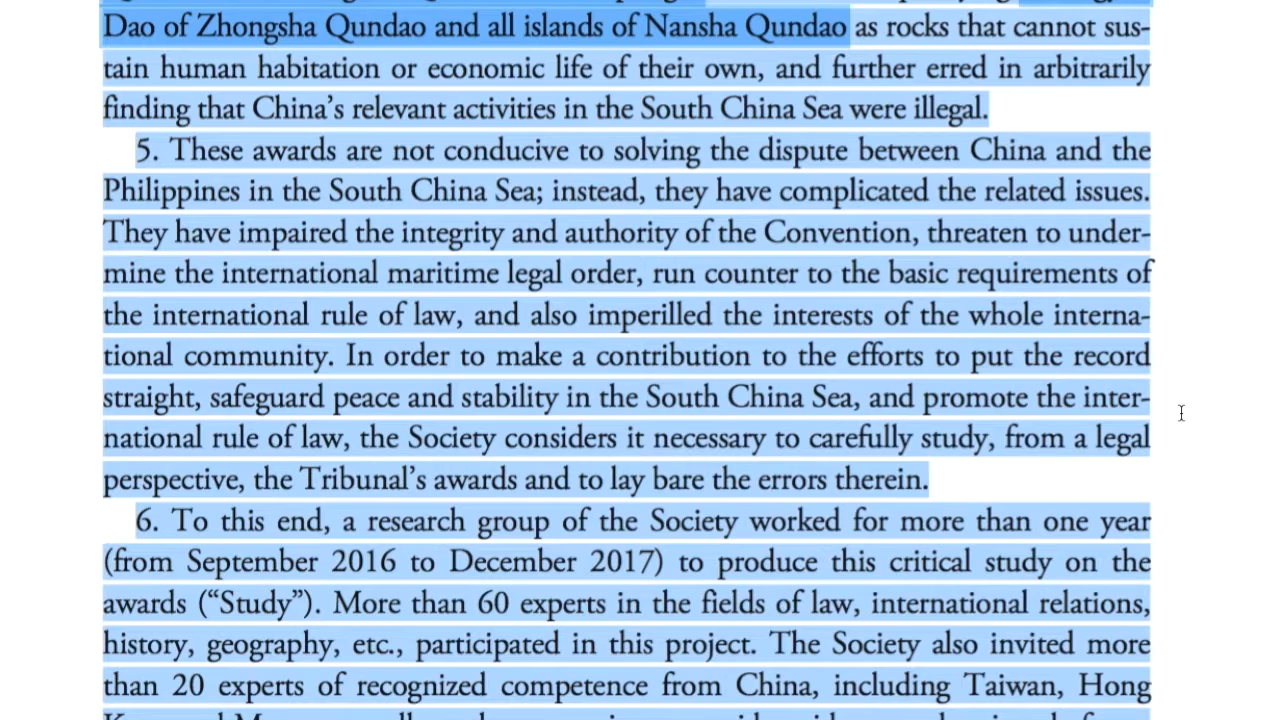 Dao of Zhongsha Qundao and all islands of Nansha Qundao as rocks that cannot sus-
tain human habitation or economic life of their own, and further erred in arbitrarily
finding that China’s relevant activities in the South China Sea were illegal.
5. These awards are not conducive to solving the dispute between China and the
Philippines in the South China Sea; instead, they have complicated the related issues.
They have impaired the integrity and authority of the Convention, threaten to under-
mine the international maritime legal order, run counter to the basic requirements of
the international rule of law, and also imperilled the interests of the whole interna-
tional community. In order to make a contribution to the efforts to put the record
straight, safeguard peace and stability in the South China Sea, and promote the inter-
national rule of law, the Society considers it necessary to carefully study, from a legal
perspective, the Tribunal’s awards and to lay bare the errors therein.
6. To this end, a research group of the Society worked for more than one year
(from September 2016 to December 2017) to produce this critical study on the
awards (“Study”). More than 60 experts in the fields of law, international relations,
history, geography, etc., participated in this project. The Society also invited more
than 20 experts of recognized competence from China, including Taiwan, Hong